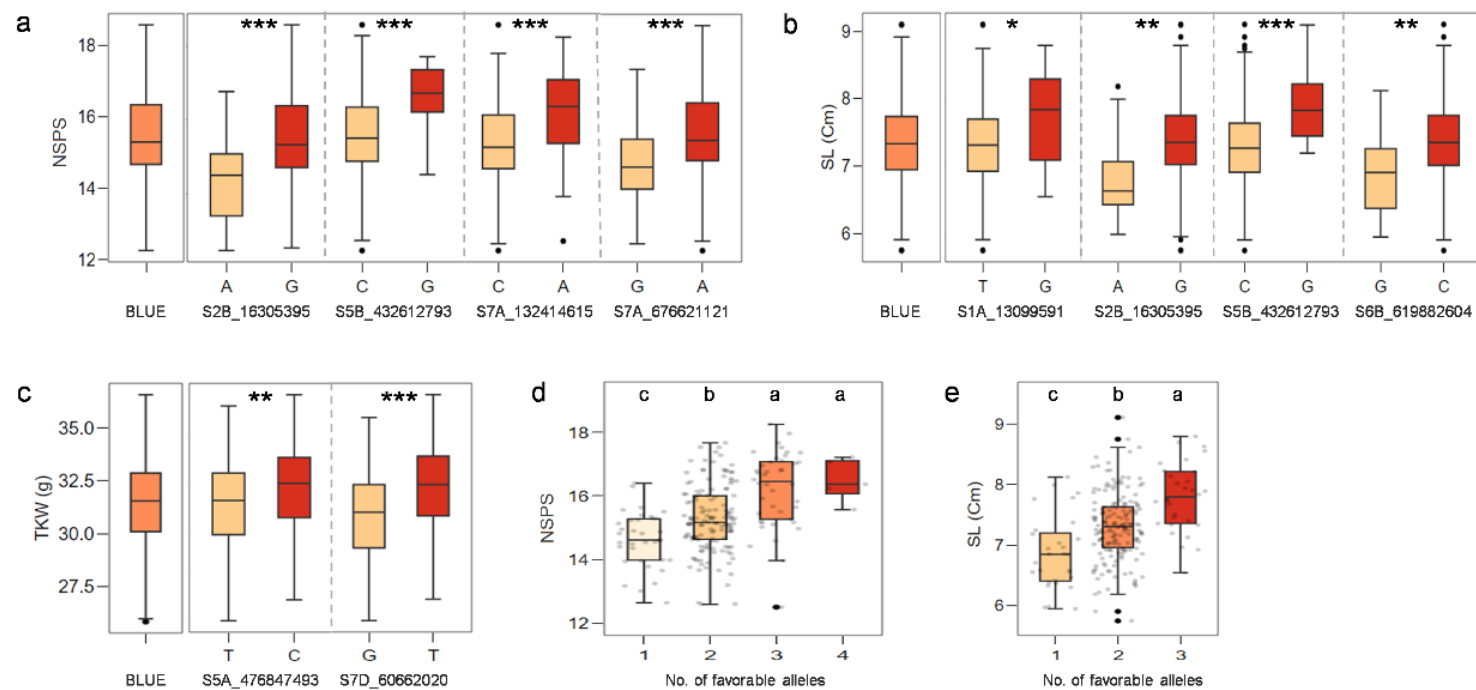 a
NSPS
18
16
14
12
***
***
***
***
A G C G C A G A
BLUE S2B_16305395 S5B_432612793 S7A_132414615 S7A_676621121
b
SL (Cm)
9
8
7
6
*
**
***
**
T G A G C G G C
BLUE S1A_13099591 S2B_16305395 S5B_432612793 S6B_619882604
c
TKW (g)
35.0
32.5
30.0
27.5
**
***
T C G T
BLUE S5A_476847493 S7D_60662020
d
NSPS
c b a a
18
16
14
12
1 2 3 4
No. of favorable alleles
e
SL (Cm)
c b a
9
8
7
6
1 2 3
No. of favorable alleles